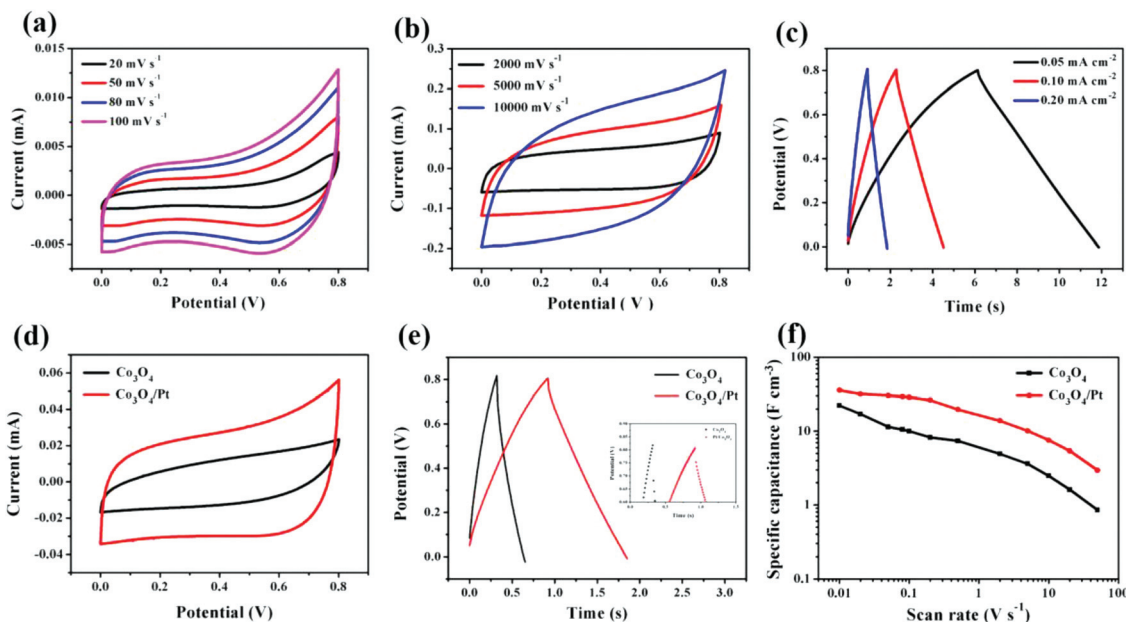 (a)
20 mV s⁻¹
50 mV s⁻¹
80 mV s⁻¹
100 mV s⁻¹
0.015
0.010
0.005
0.000
-0.005
Current (mA)
0.0 0.2 0.4 0.6 0.8
Potential (V)
(b)
2000 mV s⁻¹
5000 mV s⁻¹
10000 mV s⁻¹
0.3
0.2
0.1
0.0
-0.1
-0.2
Current (mA)
0.0 0.2 0.4 0.6 0.8
Potential ( V )
(c)
0.05 mA cm⁻²
0.10 mA cm⁻²
0.20 mA cm⁻²
0.8
0.4
0.0
Potential (V)
0 2 4 6 8 10 12
Time (s)
(d)
Co₃O₄
Co₃O₄/Pt
0.06
0.04
0.02
0.00
-0.02
-0.04
Current (mA)
0.0 0.2 0.4 0.6 0.8
Potential (V)
(e)
Co₃O₄
Co₃O₄/Pt
0.8
0.6
0.4
0.2
0.0
Potential (V)
0.0 0.5 1.0 1.5 2.0 2.5 3.0
Time (s)
Potential (V)
Time (s)
(f)
Co₃O₄
Co₃O₄/Pt
100
10
1
0.1
Specific capacitance (F cm⁻³)
0.01 0.1 1 10 100
Scan rate (V s⁻¹)